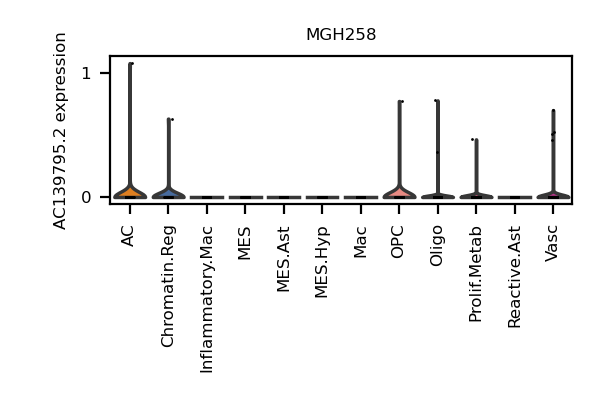 MGH258
AC139795.2 expression
1
0
AC
Chromatin.Reg
Inflammatory.Mac
MES
MES.Ast
MES.Hyp
Mac
OPC
Oligo
Prolif.Metab
Reactive.Ast
Vasc